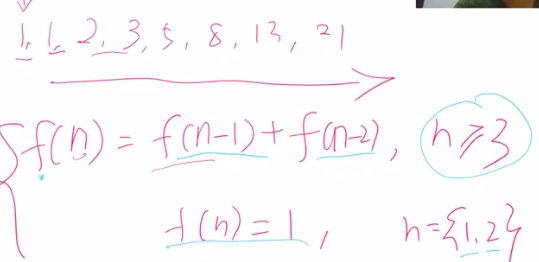 1, 1, 2, 3, 5, 8, 13, 21
f(n) = f(n-1) + f(n-2), n ≥ 3
f(n) = 1, n = {1, 2}